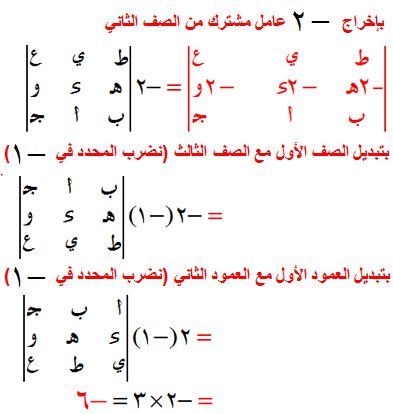 بإخراج – ٢ عامل مشترك من الصف الثاني
ط ي ع ط ي ع
–٢هـ –٢ء –٢و = –٢ هـ ء و
ب أ جـ ب أ جـ
بتبديل الصف الأول مع الصف الثالث (نضرب المحدد في – ١)
ب أ جـ
= –٢(–١) هـ ء و
ط ي ع
بتبديل العمود الأول مع العمود الثاني (نضرب المحدد في – ١)
أ ب جـ
= ٢(–١) ء هـ و
ي ط ع
= –٢×٣ = –٦